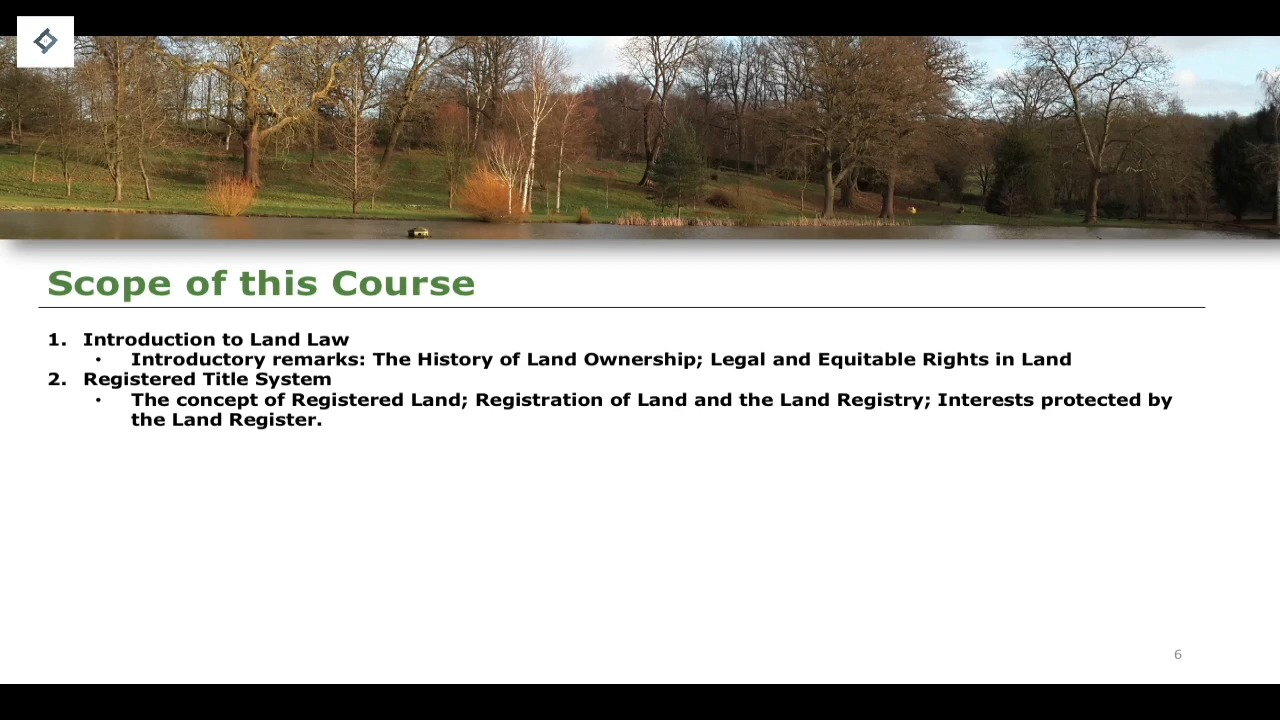 Scope of this Course
1. Introduction to Land Law
• Introductory remarks: The History of Land Ownership; Legal and Equitable Rights in Land
2. Registered Title System
• The concept of Registered Land; Registration of Land and the Land Registry; Interests protected by
the Land Register.
6